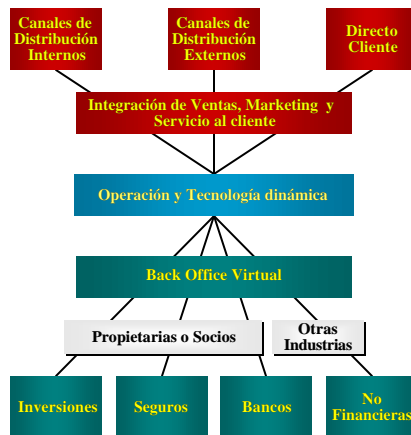 Canales de
Distribución
Internos
Canales de
Distribución
Externos
Directo
Cliente
Integración de Ventas, Marketing y
Servicio al cliente
Operación y Tecnología dinámica
Back Office Virtual
Propietarias o Socios
Otras
Industrias
Inversiones
Seguros
Bancos
No
Financieras